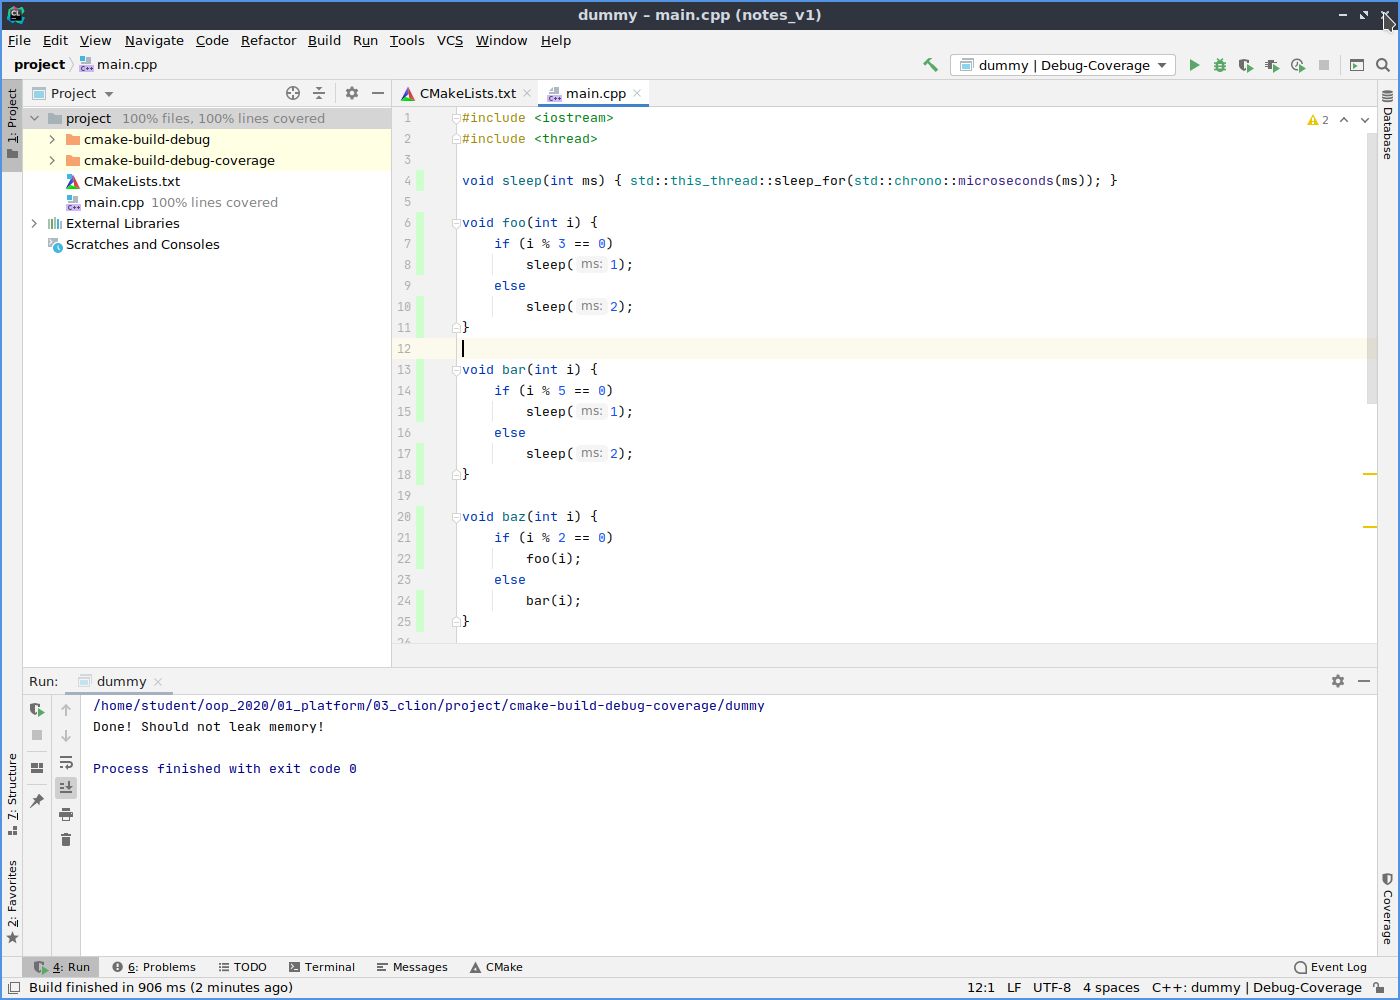 dummy – main.cpp (notes_v1)
File Edit View Navigate Code Refactor Build Run Tools VCS Window Help
project main.cpp dummy | Debug-Coverage
1: Project
Project
project 100% files, 100% lines covered
cmake-build-debug
cmake-build-debug-coverage
CMakeLists.txt
main.cpp 100% lines covered
External Libraries
Scratches and Consoles
CMakeLists.txt main.cpp
2
1 #include <iostream>
2 #include <thread>
3
4 void sleep(int ms) { std::this_thread::sleep_for(std::chrono::microseconds(ms)); }
5
6 void foo(int i) {
7 if (i % 3 == 0)
8 sleep( ms: 1);
9 else
10 sleep( ms: 2);
11 }
12
13 void bar(int i) {
14 if (i % 5 == 0)
15 sleep( ms: 1);
16 else
17 sleep( ms: 2);
18 }
19
20 void baz(int i) {
21 if (i % 2 == 0)
22 foo(i);
23 else
24 bar(i);
25 }
26
Database
Coverage
Run: dummy
/home/student/oop_2020/01_platform/03_clion/project/cmake-build-debug-coverage/dummy
Done! Should not leak memory!
Process finished with exit code 0
7: Structure
2: Favorites
4: Run 6: Problems TODO Terminal Messages CMake Event Log
Build finished in 906 ms (2 minutes ago) 12:1 LF UTF-8 4 spaces C++: dummy | Debug-Coverage